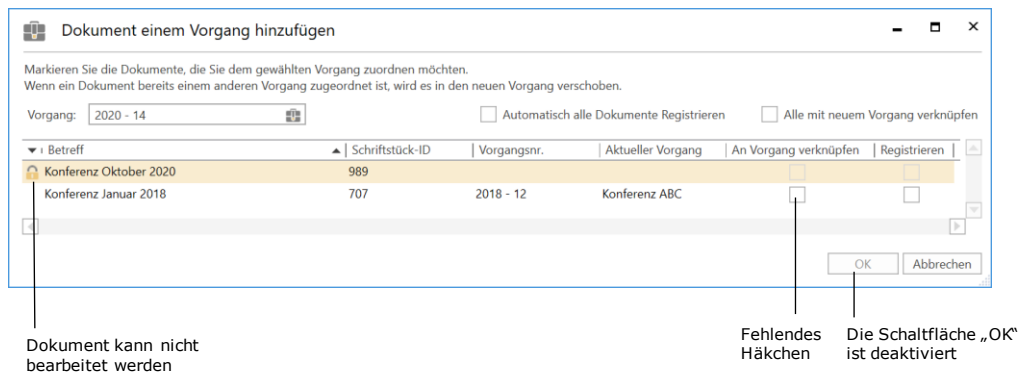 Dokument einem Vorgang hinzufügen
Markieren Sie die Dokumente, die Sie dem gewählten Vorgang zuordnen möchten.
Wenn ein Dokument bereits einem anderen Vorgang zugeordnet ist, wird es in den neuen Vorgang verschoben.
Vorgang: 2020 - 14 Automatisch alle Dokumente Registrieren Alle mit neuem Vorgang verknüpfen
Betreff Schriftstück-ID Vorgangsnr. Aktueller Vorgang An Vorgang verknüpfen Registrieren
Konferenz Oktober 2020 989
Konferenz Januar 2018 707 2018 - 12 Konferenz ABC
OK Abbrechen
Dokument kann nicht
bearbeitet werden
Fehlendes
Häkchen
Die Schaltfläche „OK“
ist deaktiviert